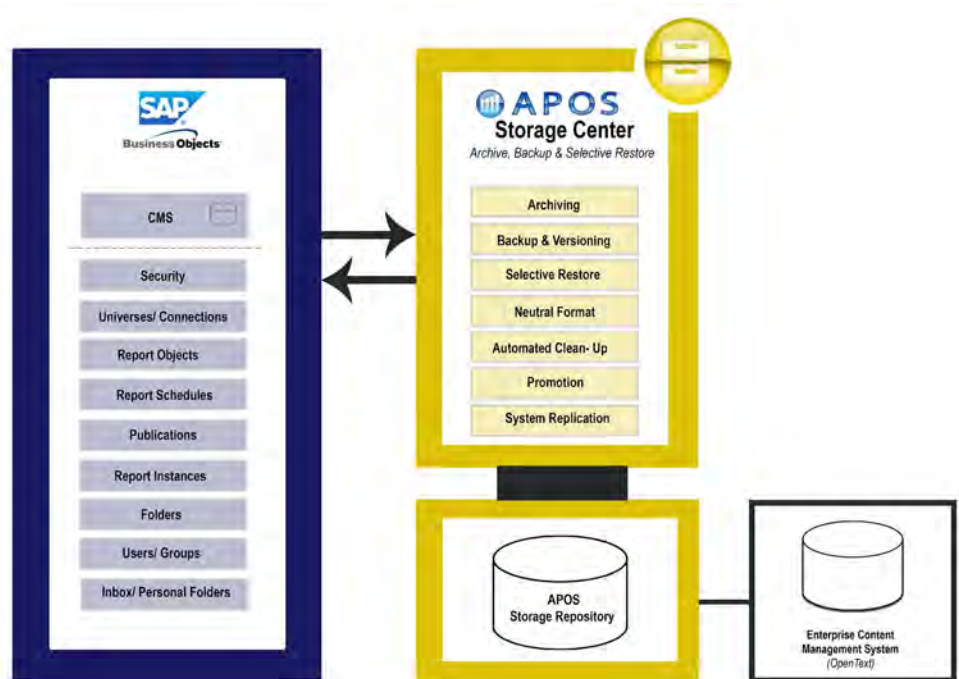 SAP
Business Objects
CMS
Security
Universes/ Connections
Report Objects
Report Schedules
Publications
Report Instances
Folders
Users/ Groups
Inbox/ Personal Folders
APOS
Storage Center
Archive, Backup & Selective Restore
Archiving
Backup & Versioning
Selective Restore
Neutral Format
Automated Clean- Up
Promotion
System Replication
APOS
Storage Repository
Enterprise Content
Management System
(OpenText)